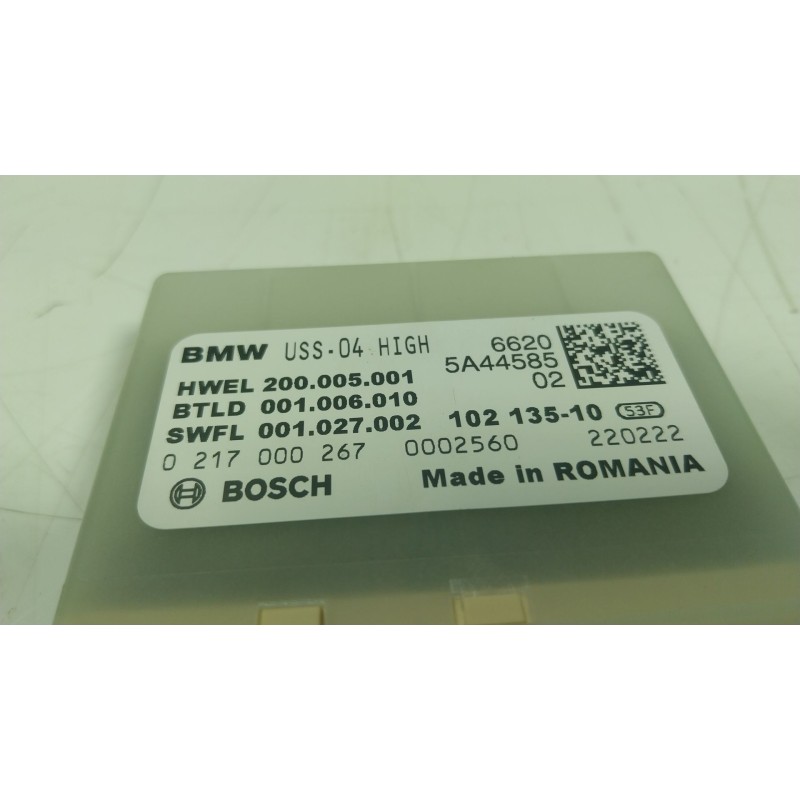 BMW USS-04 HIGH 6620
5A44585
HWEL 200.005.001 02
BTLD 001.006.010
SWFL 001.027.002 102 135-10 53F
0 217 000 267 0002560 220222
BOSCH Made in ROMANIA